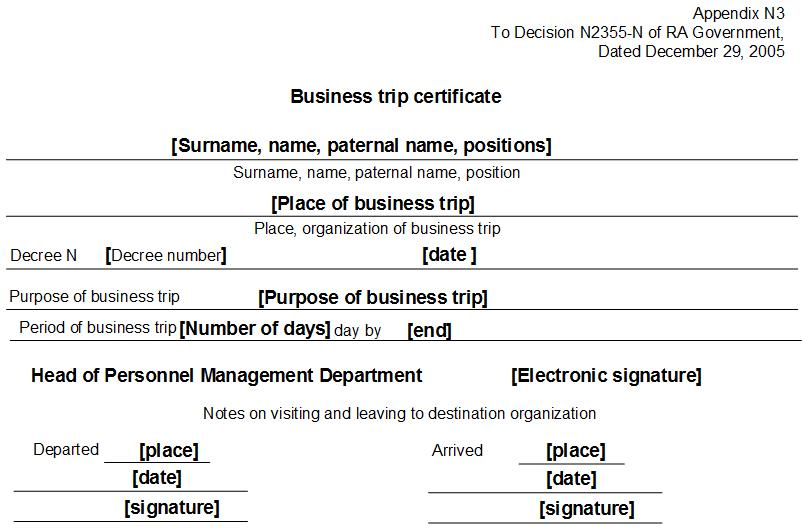 Appendix N3
To Decision N2355-N of RA Government,
Dated December 29, 2005
Business trip certificate
[Surname, name, paternal name, positions]
Surname, name, paternal name, position
[Place of business trip]
Place, organization of business trip
Decree N [Decree number] [date ]
Purpose of business trip [Purpose of business trip]
Period of business trip [Number of days] day by [end]
Head of Personnel Management Department [Electronic signature]
Notes on visiting and leaving to destination organization
Departed [place] Arrived [place]
[date] [date]
[signature] [signature]